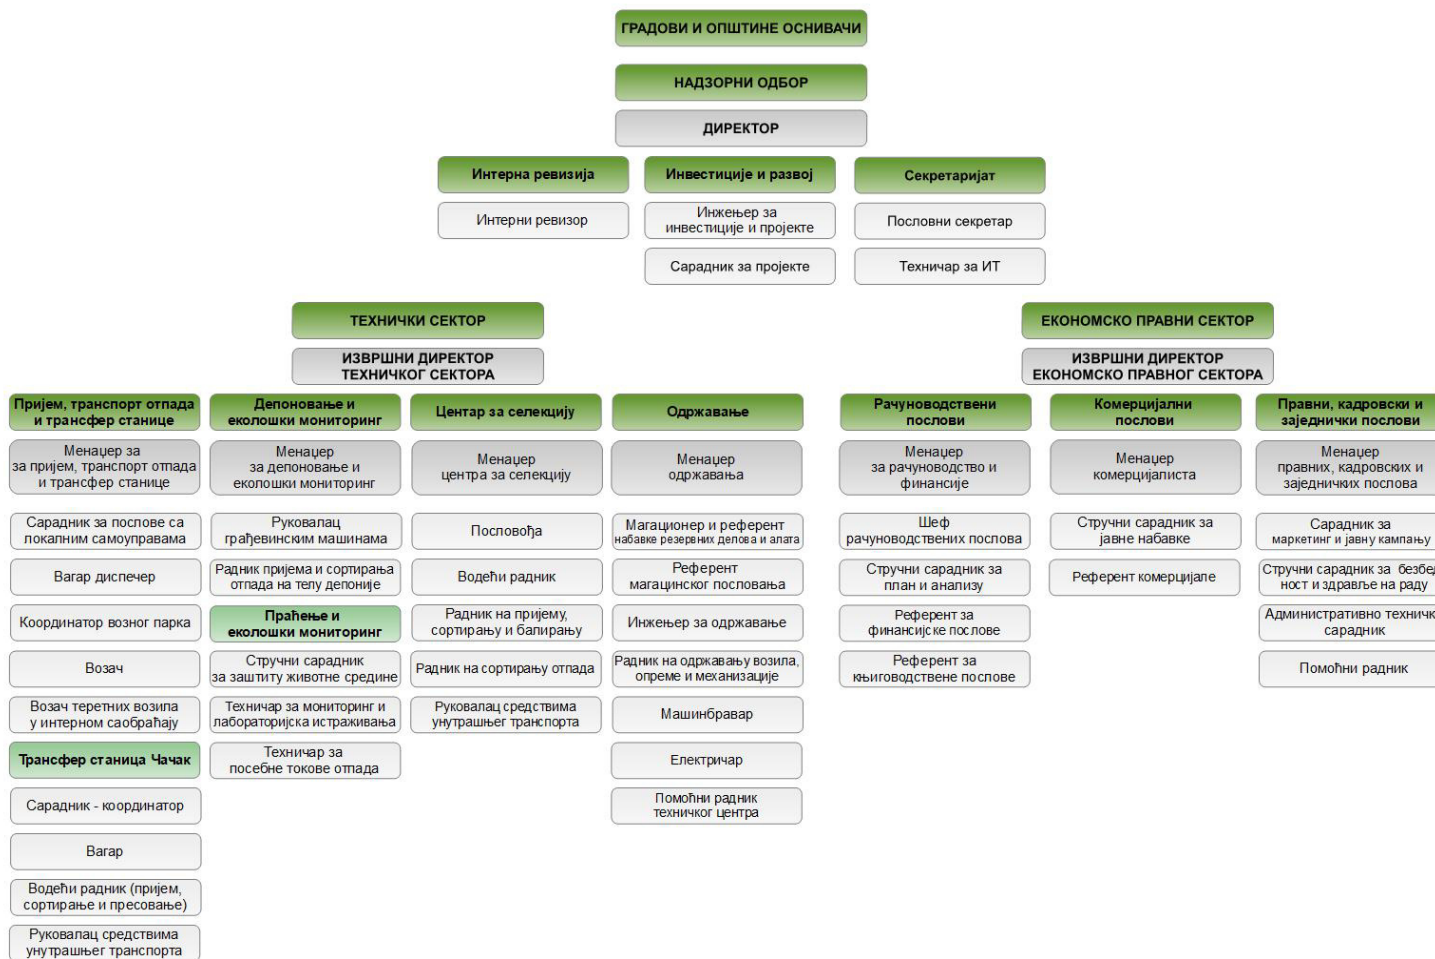 ГРАДОВИ И ОПШТИНЕ ОСНИВАЧИ
НАДЗОРНИ ОДБОР
ДИРЕКТОР
Интерна ревизија
Интерни ревизор
Инвестиције и развој
Инжењер за
инвестиције и пројекте
Сарадник за пројекте
Секретаријат
Пословни секретар
Техничар за ИТ
ТЕХНИЧКИ СЕКТОР
ИЗВРШНИ ДИРЕКТОР
ТЕХНИЧКОГ СЕКТОРА
Пријем, транспорт отпада
и трансфер станице
Менаџер за
за пријем, транспорт отпада
и трансфер станице
Сарадник за послове са
локалним самоуправама
Вагар диспечер
Координатор возног парка
Возач
Возач теретних возила
у интерном саобраћају
Трансфер станица Чачак
Сарадник - координатор
Вагар
Водећи радник (пријем,
сортирање и пресовање)
Руковалац средствима
унутрашњег транспорта
Депоновање и
еколошки мониторинг
Менаџер
за депоновање и
еколошки мониторинг
Руковалац
грађевинским машинама
Радник пријема и сортирања
отпада на телу депоније
Праћење и
еколошки мониторинг
Стручни сарадник
за заштиту животне средине
Техничар за мониторинг и
лабораторијска истраживања
Техничар за
посебне токове отпада
Центар за селекцију
Менаџер
центра за селекцију
Пословођа
Водећи радник
Радник на пријему,
сортирању и балирању
Радник на сортирању отпада
Руковалац средствима
унутрашњег транспорта
Одржавање
Менаџер
одржавања
Магационер и референт
набавке резервних делова и алата
Референт
магацинског пословања
Инжењер за одржавање
Радник на одржавању возила,
опреме и механизације
Машинбравар
Електричар
Помоћни радник
техничког центра
ЕКОНОМСКО ПРАВНИ СЕКТОР
ИЗВРШНИ ДИРЕКТОР
ЕКОНОМСКО ПРАВНОГ СЕКТОРА
Рачуноводствени
послови
Менаџер
за рачуноводство и
финансије
Шеф
рачуноводствених послова
Стручни сарадник за
план и анализу
Референт за
финансијске послове
Референт за
књиговодствене послове
Комерцијални
послови
Менаџер
комерцијалиста
Стручни сарадник за
јавне набавке
Референт комерцијале
Правни, кадровски и
заједнички послови
Менаџер
правних, кадровских и
заједничких послова
Сарадник за
маркетинг и јавну кампању
Стручни сарадник за безбед
ност и здравље на раду
Административно техничк
сарадник
Помоћни радник